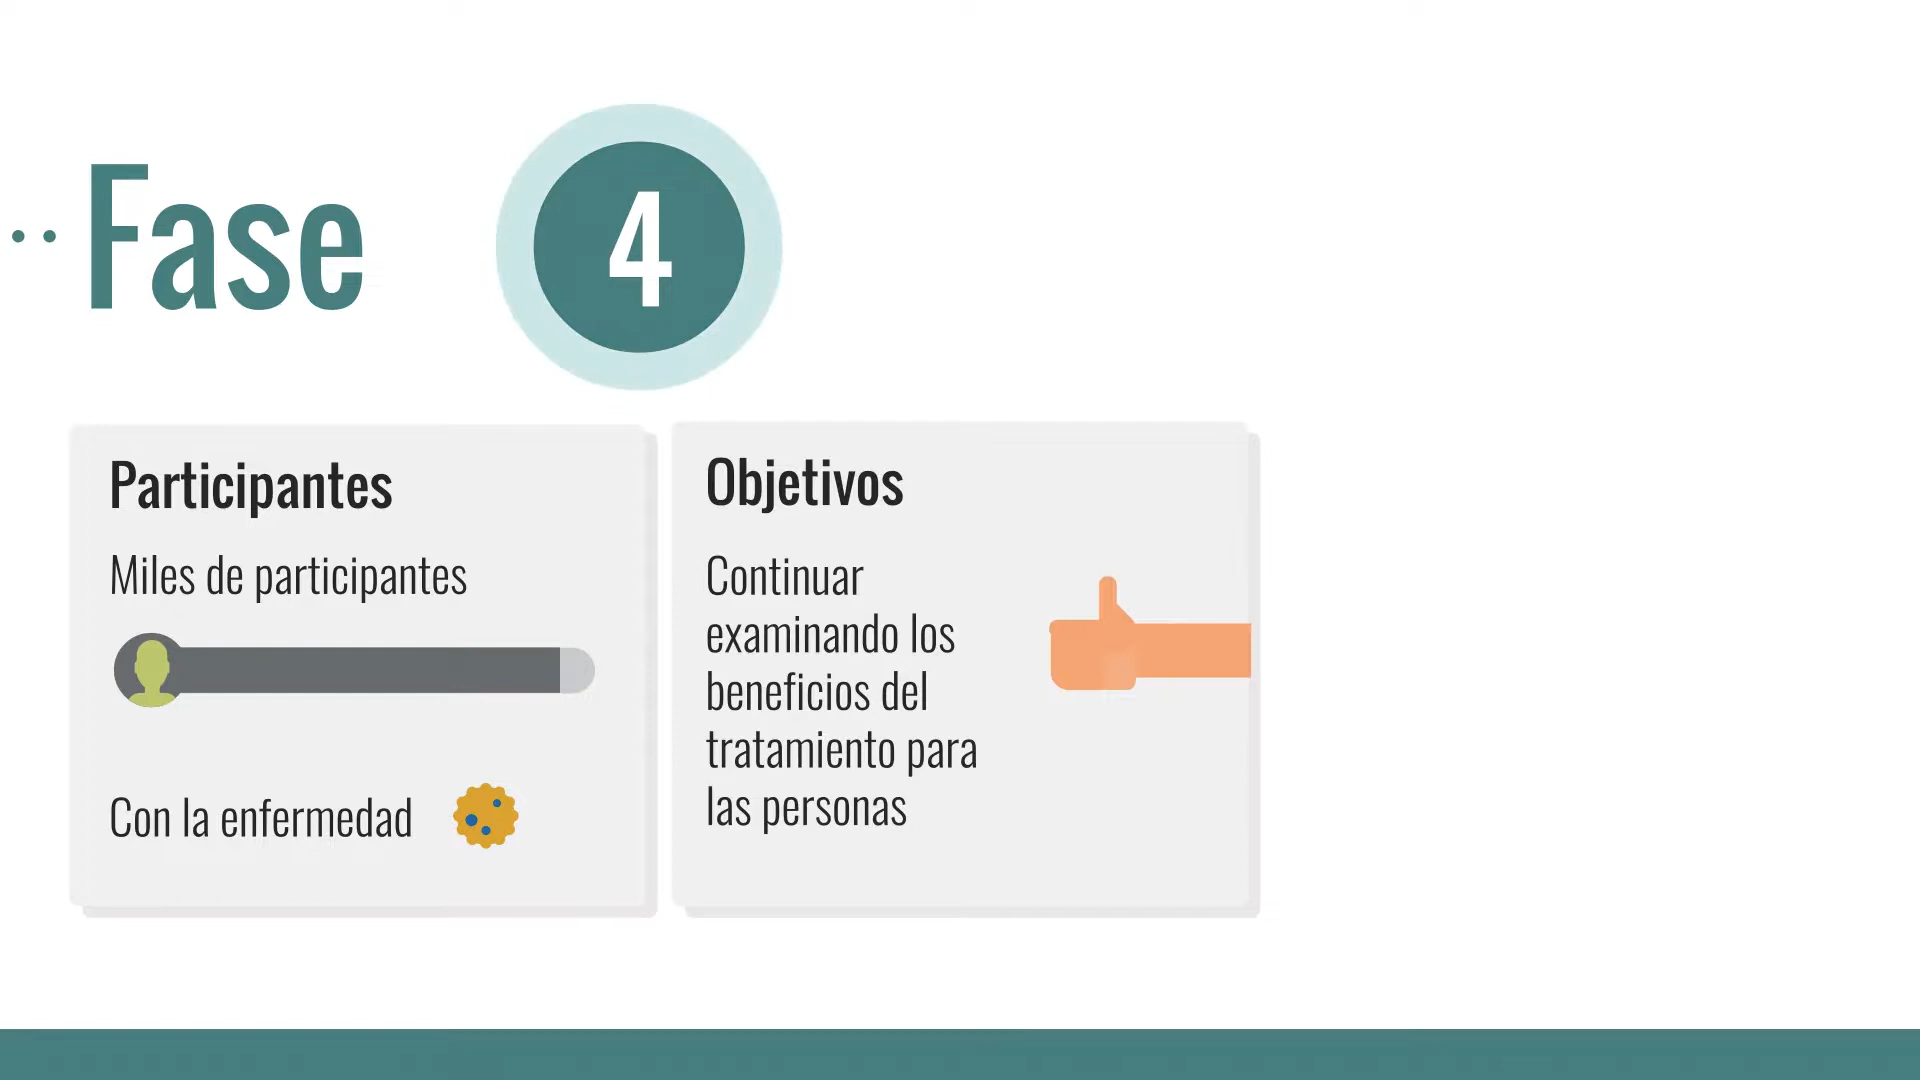 Fase
4
Participantes
Miles de participantes
Con la enfermedad
Objetivos
Continuar
examinando los
beneficios del
tratamiento para
las personas